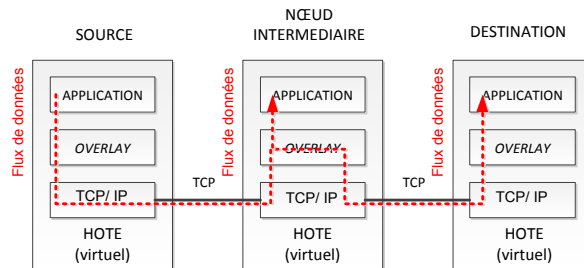 SOURCE
NŒUD
INTERMEDIAIRE
DESTINATION
Flux de données
APPLICATION
OVERLAY
TCP/ IP
HOTE
(virtuel)
TCP
Flux de données
APPLICATION
OVERLAY
TCP/ IP
HOTE
(virtuel)
TCP
Flux de données
APPLICATION
OVERLAY
TCP/ IP
HOTE
(virtuel)